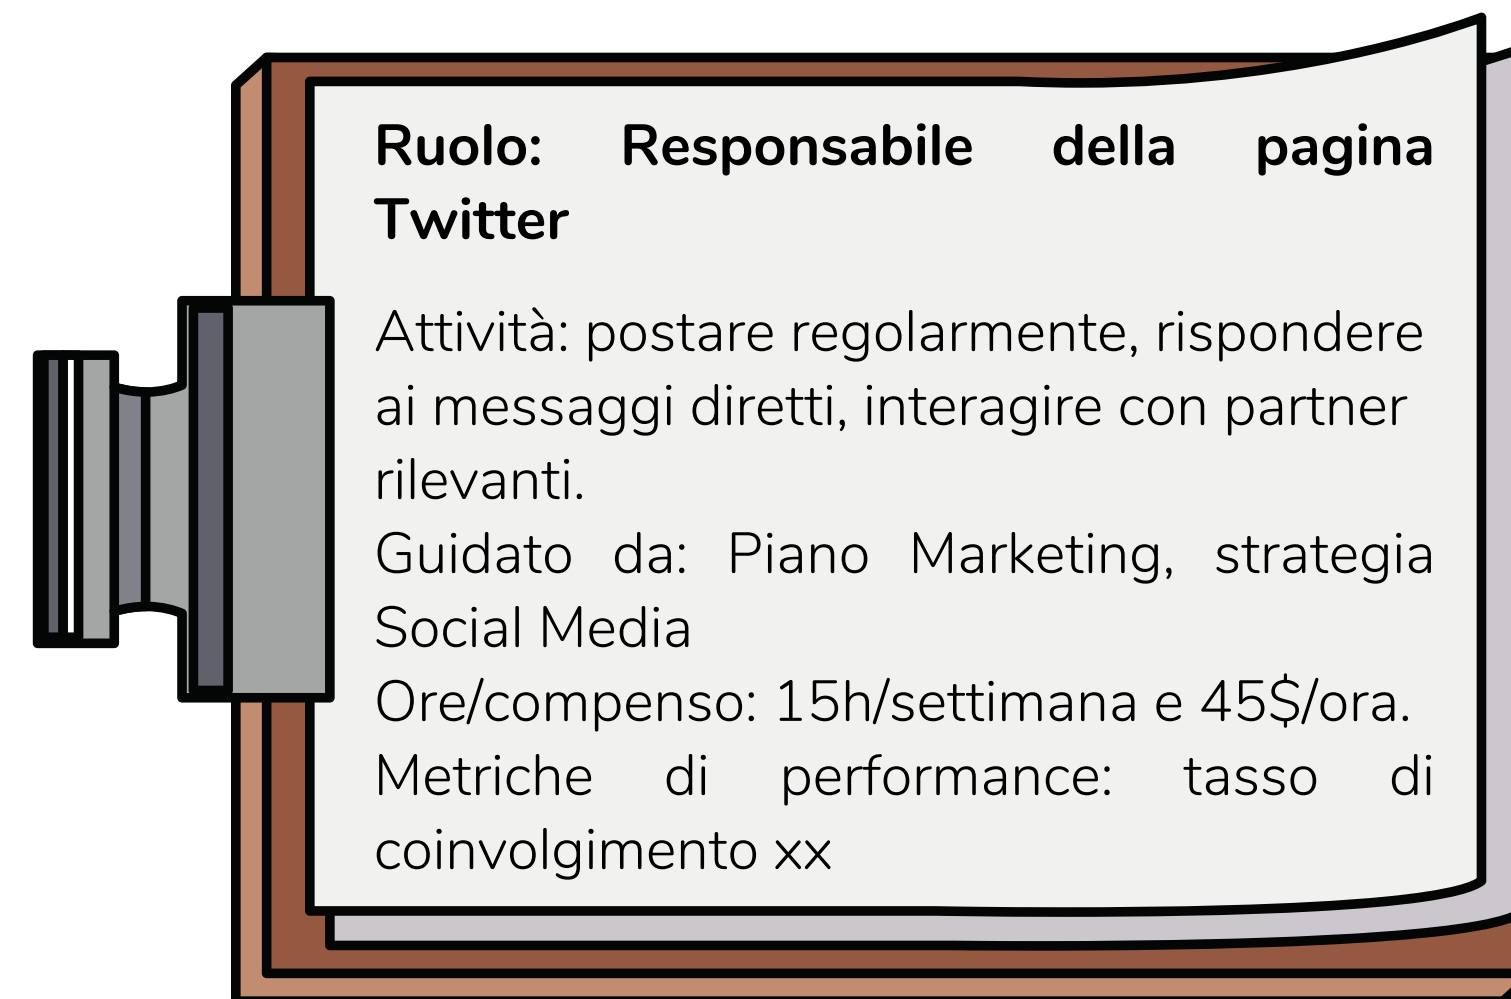 Ruolo: Responsabile della pagina
Twitter
Attività: postare regolarmente, rispondere
ai messaggi diretti, interagire con partner
rilevanti.
Guidato da: Piano Marketing, strategia
Social Media
Ore/compenso: 15h/settimana e 45$/ora.
Metriche di performance: tasso di
coinvolgimento xx